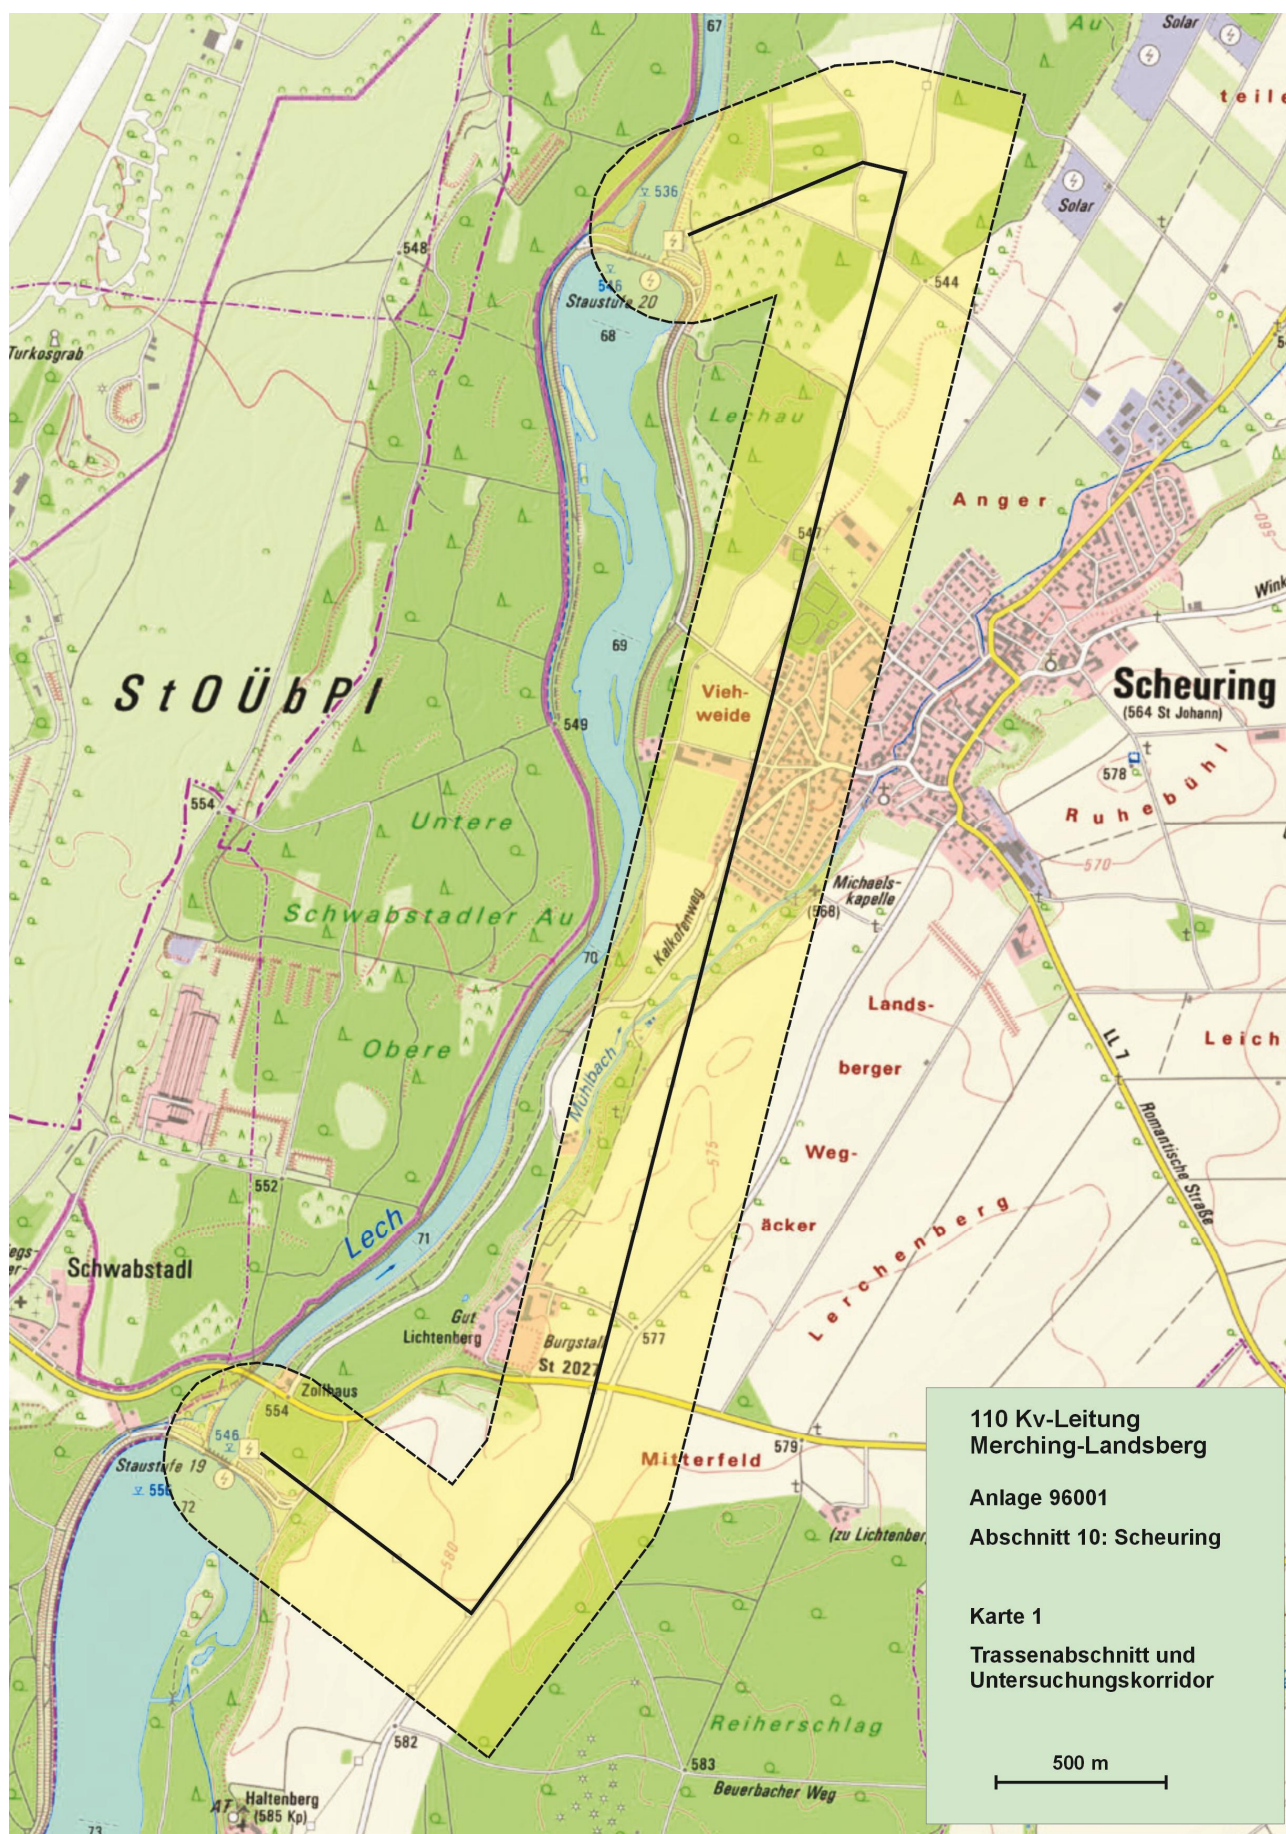 67
Au
Solar
teile
Solar
536
548
544
546
Staustufe 20
68
Turkosgrab
Lechau
Anger
547
560
Wink
69
StOÜbPl
Vieh-
weide
Scheuring
(564 St Johann)
549
578
Ruhebühl
554
Untere
570
Michaels-
kapelle
(568)
Schwabstadler Au
Kalkofenweg
70
Lands-
Obere
LL 7
Leich
berger
Mühlbach
575
Romantische Straße
Weg-
552
äcker
Lech
71
Lerchenberg
Schwabstadl
Gut
Lichtenberg
577
Burgstall
St 2027
Zollhaus
554
546
579
Mitterfeld
Staustufe 19
556
72
580
(zu Lichtenber
110 Kv-Leitung
Merching-Landsberg
Anlage 96001
Abschnitt 10: Scheuring
Karte 1
Trassenabschnitt und
Untersuchungskorridor
500 m
Reiherschlag
582
583
Beuerbacher Weg
AT
Haltenberg
(585 Kp)
73